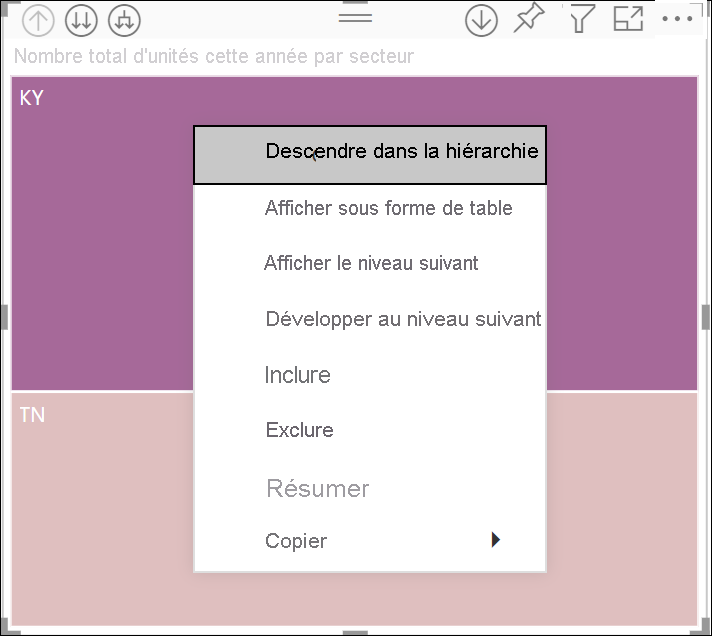 Nombre total d'unités cette année par secteur
KY
Descendre dans la hiérarchie
Afficher sous forme de table
Afficher le niveau suivant
Développer au niveau suivant
Inclure
TN
Exclure
Résumer
Copier